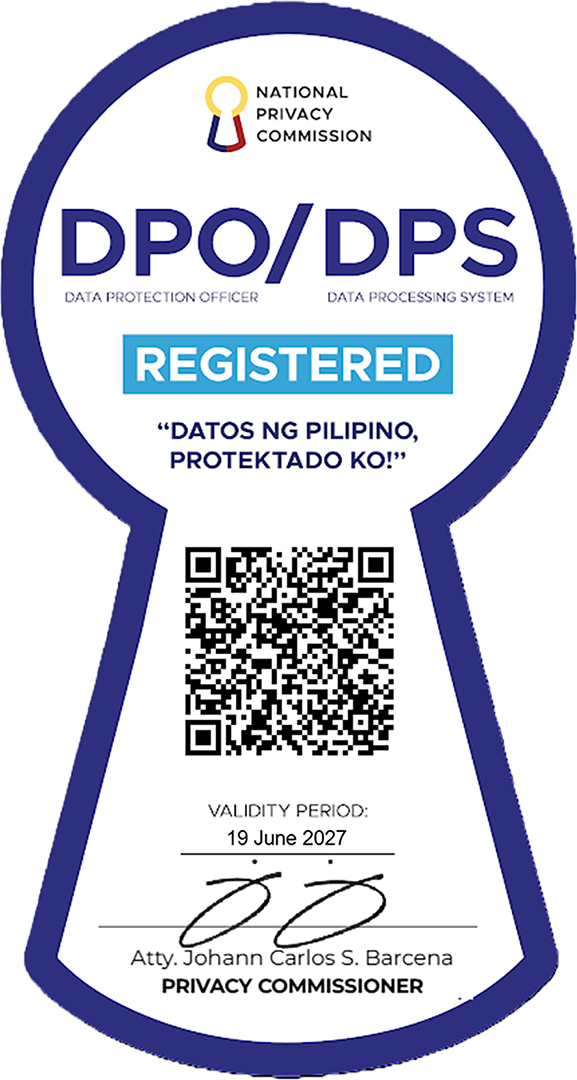 NATIONAL
PRIVACY
COMMISSION
DPO/DPS
DATA PROTECTION OFFICER DATA PROCESSING SYSTEM
REGISTERED
“DATOS NG PILIPINO,
PROTEKTADO KO!”
VALIDITY PERIOD:
19 June 2027
Atty. Johann Carlos S. Barcena
PRIVACY COMMISSIONER